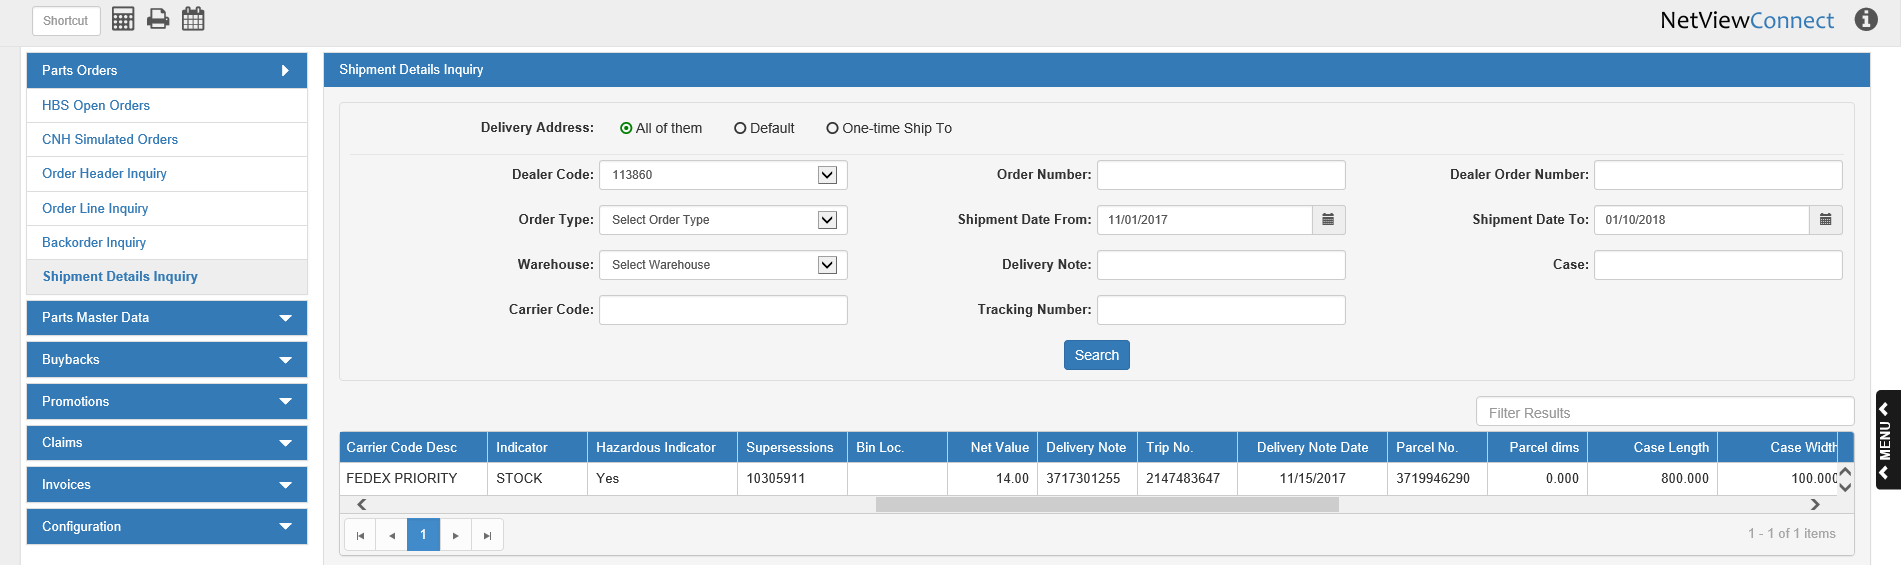 Shortcut
NetViewConnect
Parts Orders
HBS Open Orders
CNH Simulated Orders
Order Header Inquiry
Order Line Inquiry
Backorder Inquiry
Shipment Details Inquiry
Parts Master Data
Buybacks
Promotions
Claims
Invoices
Configuration
Shipment Details Inquiry
Delivery Address: All of them Default One-time Ship To
Dealer Code: 113860 Order Number: Dealer Order Number:
Order Type: Select Order Type Shipment Date From: 11/01/2017 Shipment Date To: 01/10/2018
Warehouse: Select Warehouse Delivery Note: Case:
Carrier Code: Tracking Number:
Search
Filter Results
Carrier Code Desc Indicator Hazardous Indicator Supersessions Bin Loc. Net Value Delivery Note Trip No. Delivery Note Date Parcel No. Parcel dims Case Length Case Width
FEDEX PRIORITY STOCK Yes 10305911 14.00 3717301255 2147483647 11/15/2017 3719946290 0.000 800.000 100.000
1
1 - 1 of 1 items
MENU